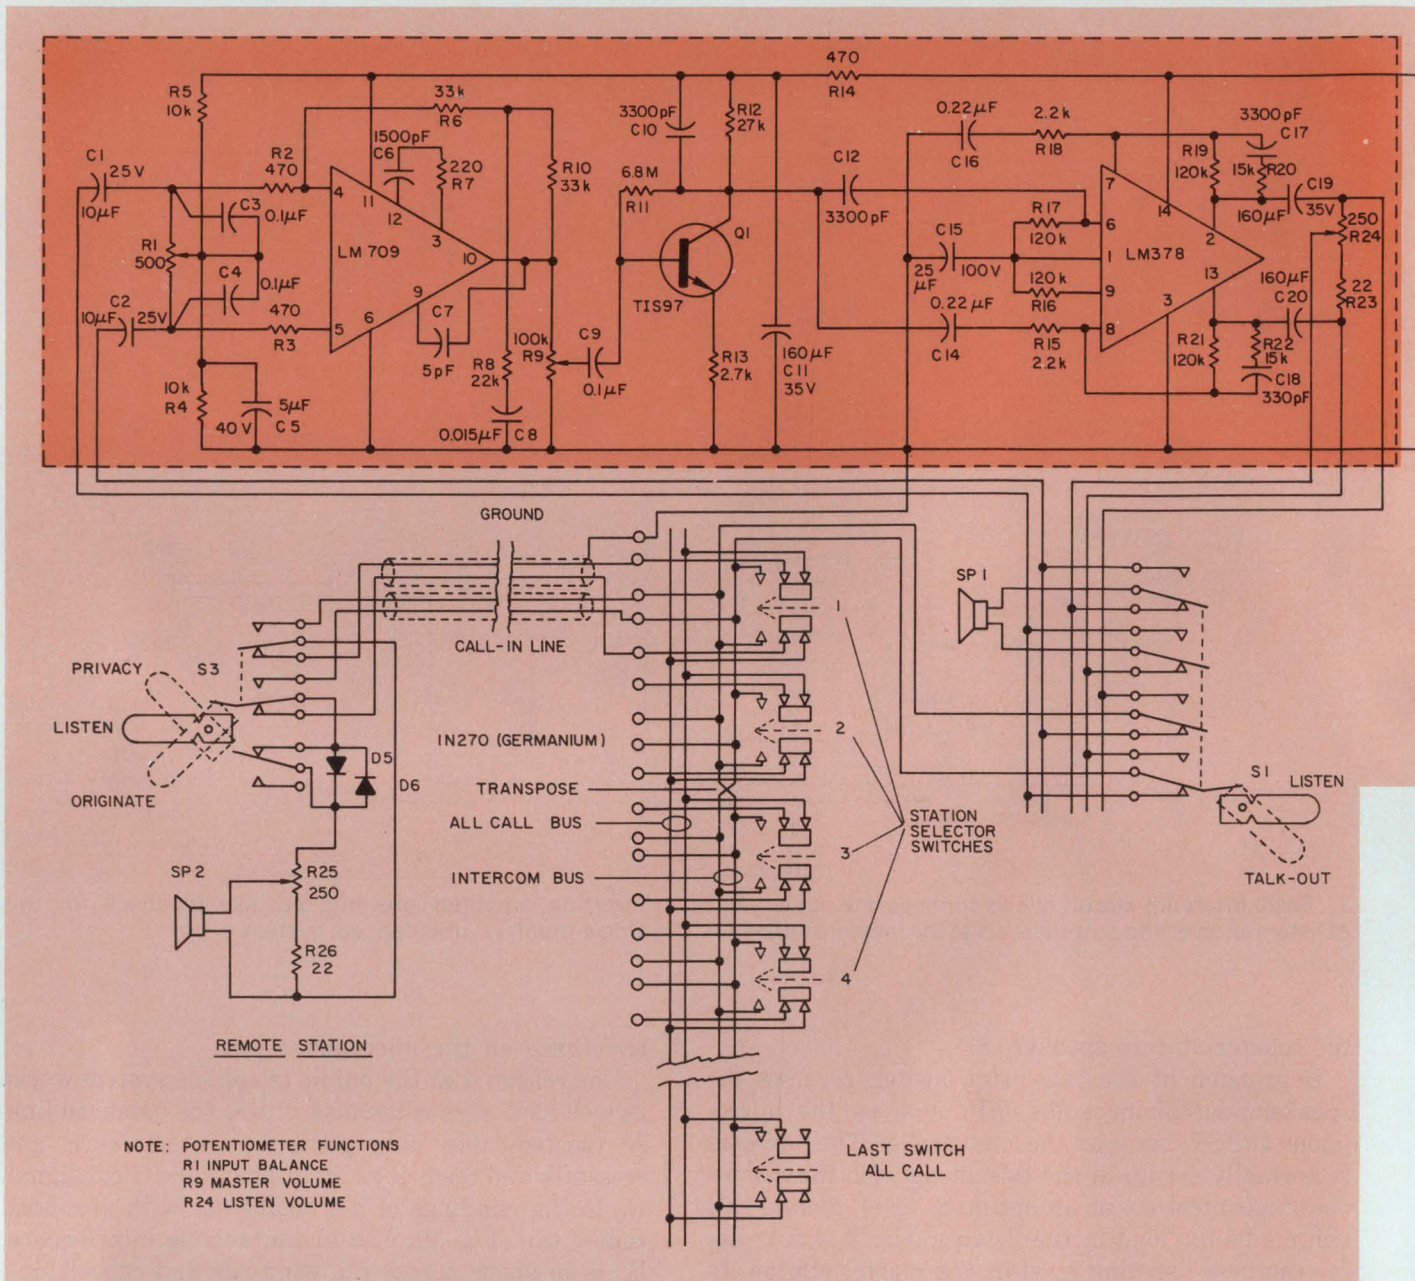 R5
10k
C1
25V
10µF
R2
470
C3
0.1µF
R1
500
C4
0.1µF
C2
10µF
25V
470
R3
10k
R4
5µF
40V
C5
33k
R6
1500pF
C6
220
R7
4
11
12
3
LM 709
10
9
5
6
C7
5pF
R10
33k
R8
22k
0.015µF
C8
100k
R9
C9
0.1µF
3300pF
C10
R12
27k
6.8M
R11
Q1
TIS97
R13
2.7k
160µF
C11
35V
470
R14
C12
3300pF
0.22µF
C16
2.2k
R18
C15
25
µF
100V
0.22µF
C14
R17
120k
120k
R16
R15
2.2k
7
14
6
1
LM378
2
13
9
3
8
3300pF
C17
R19
120k
15k
R20
C19
160µF
35V
250
R24
160µF
C20
22
R23
R21
120k
R22
15k
C18
330pF
GROUND
CALL-IN LINE
PRIVACY
S3
LISTEN
ORIGINATE
D5
D6
SP2
R25
250
R26
22
REMOTE STATION
IN270 (GERMANIUM)
TRANSPOSE
ALL CALL BUS
INTERCOM BUS
1
2
3
4
STATION
SELECTOR
SWITCHES
SP1
S1
LISTEN
TALK-OUT
LAST SWITCH
ALL CALL
NOTE: POTENTIOMETER FUNCTIONS
R1 INPUT BALANCE
R9 MASTER VOLUME
R24 LISTEN VOLUME